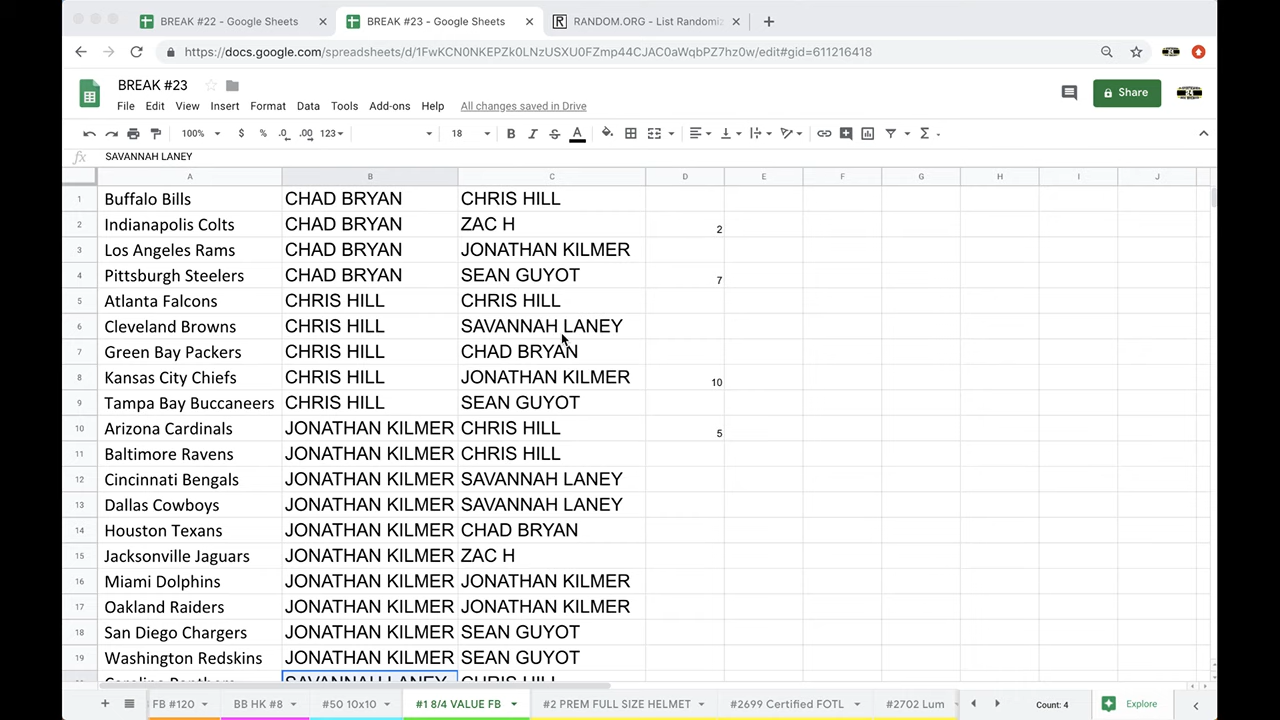 BREAK #22 - Google Sheets
BREAK #23 - Google Sheets
RANDOM.ORG - List Randomi
https://docs.google.com/spreadsheets/d/1FwKCN0NKEPZk0LNzUSXU0FZmp44CJAC0aWqbPZ7hz0w/edit#gid=611216418
BREAK #23
File Edit View Insert Format Data Tools Add-ons Help All changes saved in Drive
Share
100% $ % .0 .00 123 18 B I S A
fx SAVANNAH LANEY
A B C D E F G H I J
1 Buffalo Bills CHAD BRYAN CHRIS HILL
2 Indianapolis Colts CHAD BRYAN ZAC H 2
3 Los Angeles Rams CHAD BRYAN JONATHAN KILMER
4 Pittsburgh Steelers CHAD BRYAN SEAN GUYOT 7
5 Atlanta Falcons CHRIS HILL CHRIS HILL
6 Cleveland Browns CHRIS HILL SAVANNAH LANEY
7 Green Bay Packers CHRIS HILL CHAD BRYAN
8 Kansas City Chiefs CHRIS HILL JONATHAN KILMER 10
9 Tampa Bay Buccaneers CHRIS HILL SEAN GUYOT
10 Arizona Cardinals JONATHAN KILMER CHRIS HILL 5
11 Baltimore Ravens JONATHAN KILMER CHRIS HILL
12 Cincinnati Bengals JONATHAN KILMER SAVANNAH LANEY
13 Dallas Cowboys JONATHAN KILMER SAVANNAH LANEY
14 Houston Texans JONATHAN KILMER CHAD BRYAN
15 Jacksonville Jaguars JONATHAN KILMER ZAC H
16 Miami Dolphins JONATHAN KILMER JONATHAN KILMER
17 Oakland Raiders JONATHAN KILMER JONATHAN KILMER
18 San Diego Chargers JONATHAN KILMER SEAN GUYOT
19 Washington Redskins JONATHAN KILMER SEAN GUYOT
Carolina Panthers SAVANNAH LANEY CHRIS HILL
FB #120 BB HK #8 #50 10x10 #1 8/4 VALUE FB #2 PREM FULL SIZE HELMET #2699 Certified FOTL #2702 Lum Count: 4 Explore